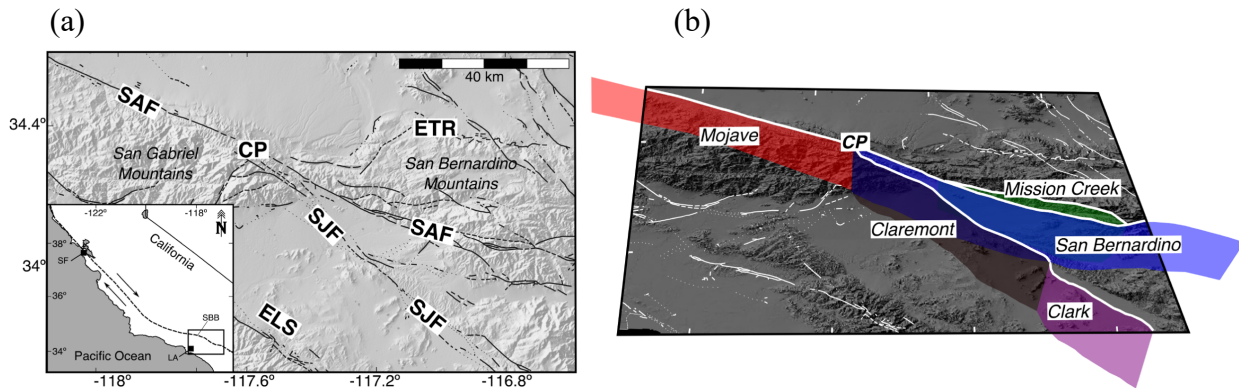 (a)
(b)
40 km
SAF
34.4
ETR
CP
San Gabriel
Mountains
San Bernardino
Mountains
SJF
SAF
34
ELS
SJF
-122°
-118°
N
California
38°
SF
36°
SBB
34°
LA
Pacific Ocean
-118°
-117.6°
-117.2°
-116.8°
Mojave
CP
Mission Creek
Claremont
San Bernardino
Clark